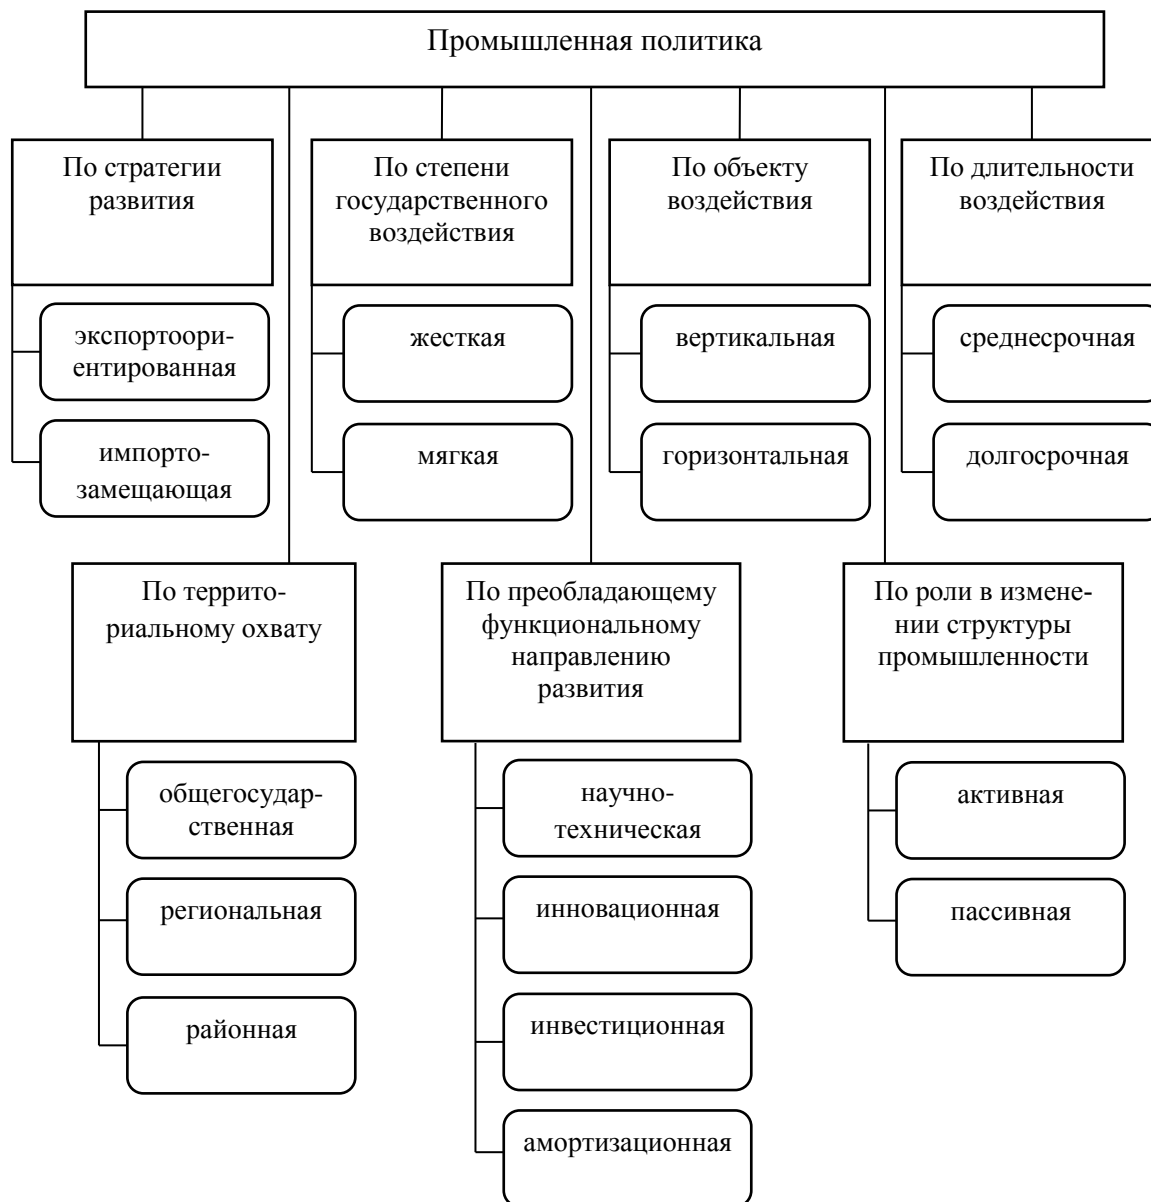 Промышленная политика
По стратегии
развития
По степени
государственного
воздействия
По объекту
воздействия
По длительности
воздействия
экспортоори-
ентированная
жесткая
вертикальная
среднесрочная
импорто-
замещающая
мягкая
горизонтальная
долгосрочная
По террито-
риальному охвату
По преобладающему
функциональному
направлению
развития
По роли в измене-
нии структуры
промышленности
общегосудар-
ственная
научно-
техническая
активная
региональная
инновационная
пассивная
районная
инвестиционная
амортизационная